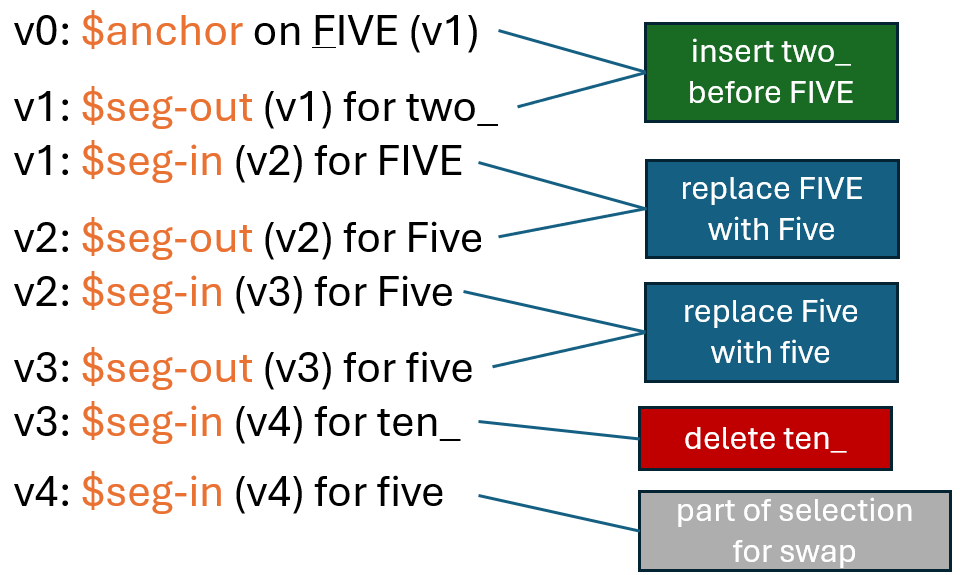 v0: $anchor on FIVE (v1)
insert two_
before FIVE
v1: $seg-out (v1) for two_
v1: $seg-in (v2) for FIVE
replace FIVE
with Five
v2: $seg-out (v2) for Five
v2: $seg-in (v3) for Five
replace Five
with five
v3: $seg-out (v3) for five
v3: $seg-in (v4) for ten_
delete ten_
v4: $seg-in (v4) for five
part of selection
for swap